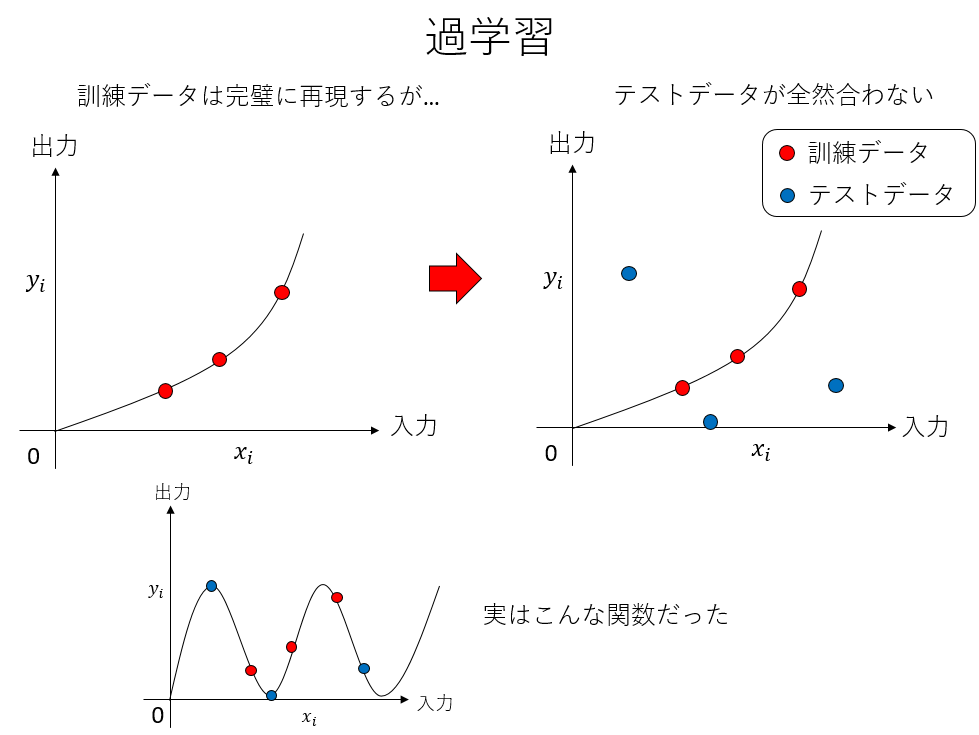 過学習
訓練データは完璧に再現するが...
テストデータが全然合わない
出力
y_i
0
x_i
入力
出力
訓練データ
テストデータ
y_i
0
x_i
入力
出力
y_i
0
x_i
入力
実はこんな関数だった